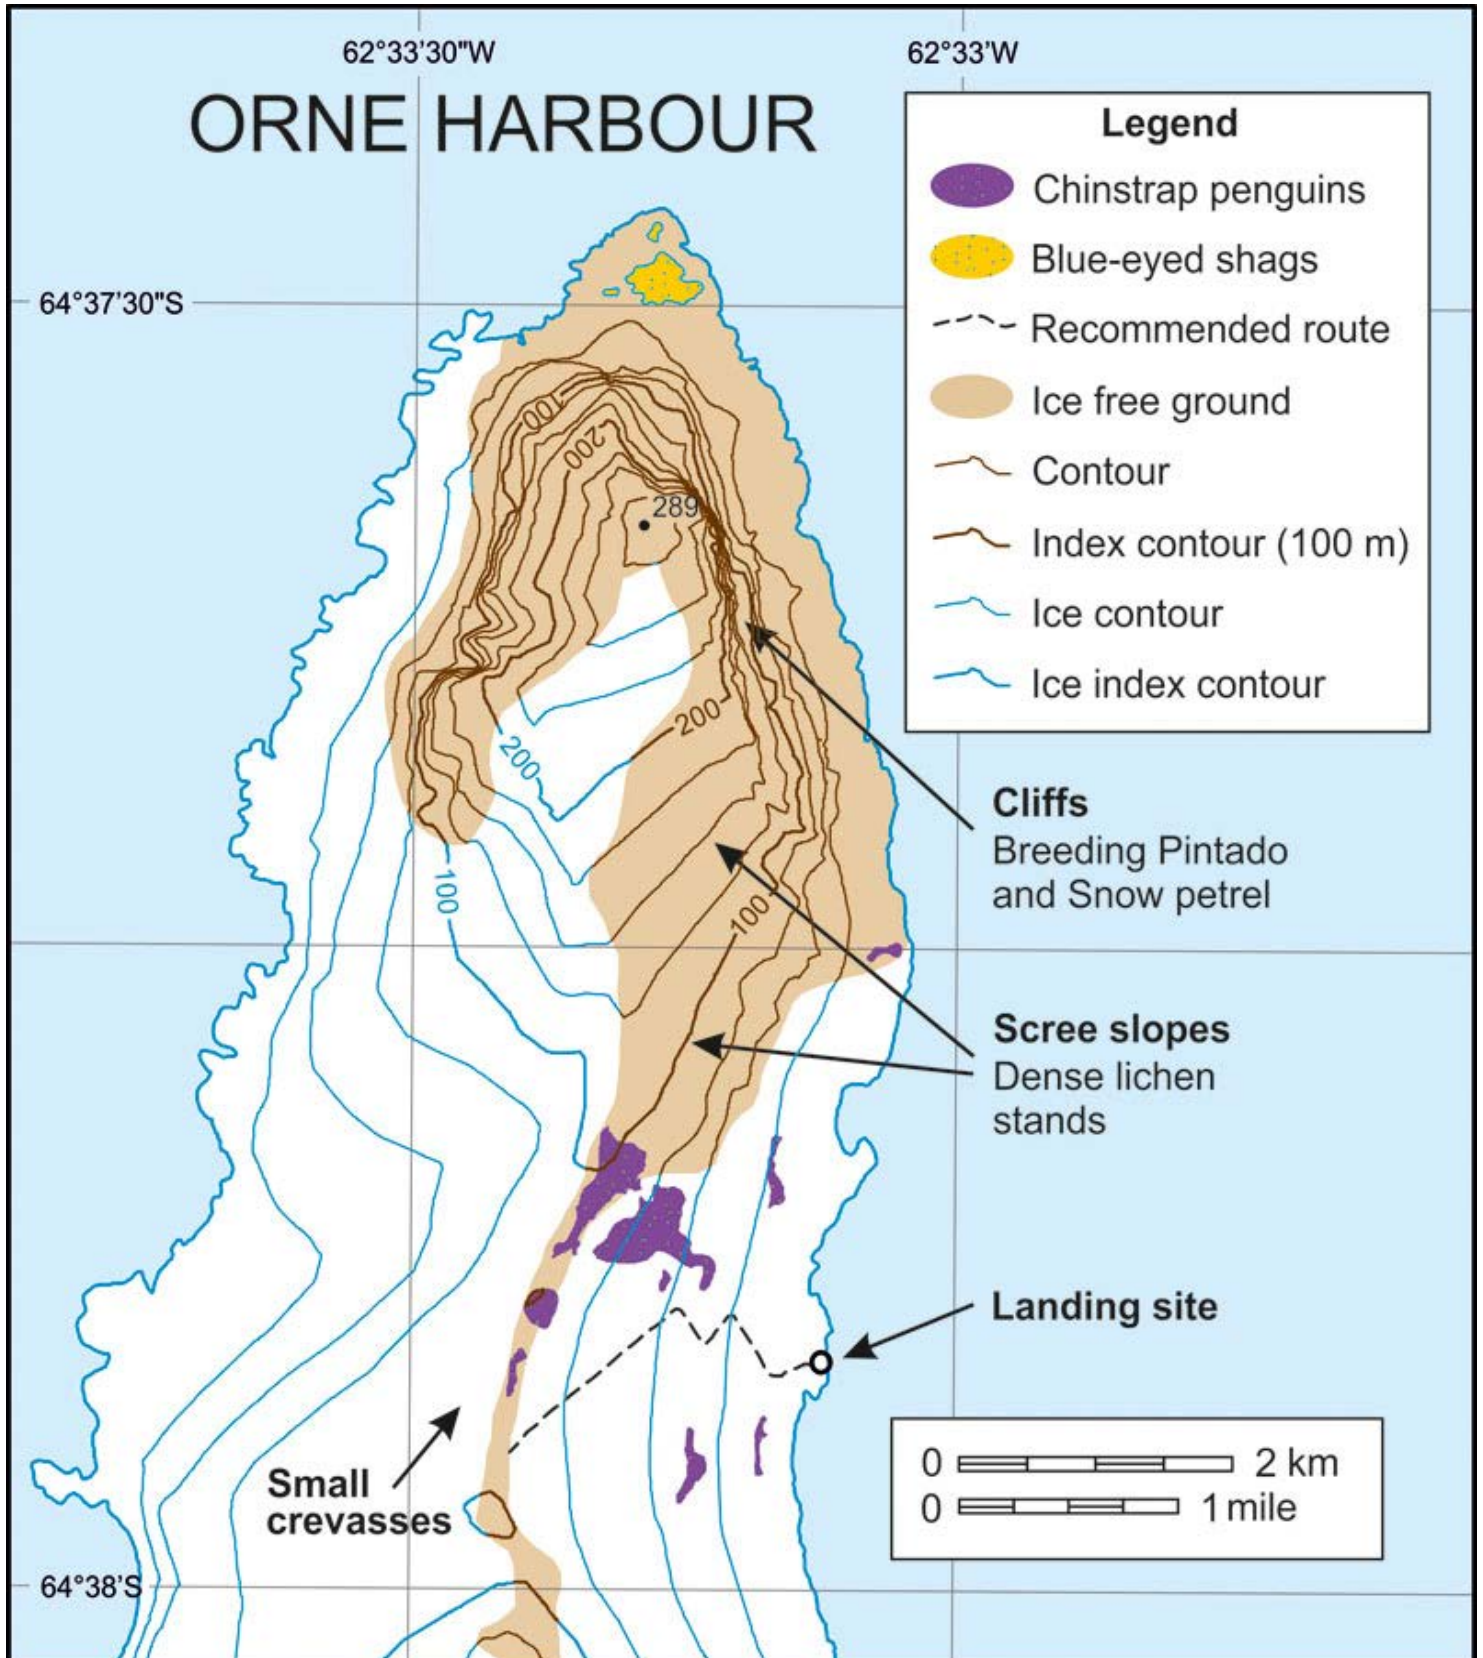 62°33'30"W
62°33'W
ORNE HARBOUR
Legend
Chinstrap penguins
Blue-eyed shags
64°37'30"S
Recommended route
Ice free ground
100
Contour
200
289
Index contour (100 m)
Ice contour
Ice index contour
200
200
Cliffs
Breeding Pintado
and Snow petrel
100
100
Scree slopes
Dense lichen
stands
Landing site
Small
crevasses
0 2 km
0 1 mile
64°38'S